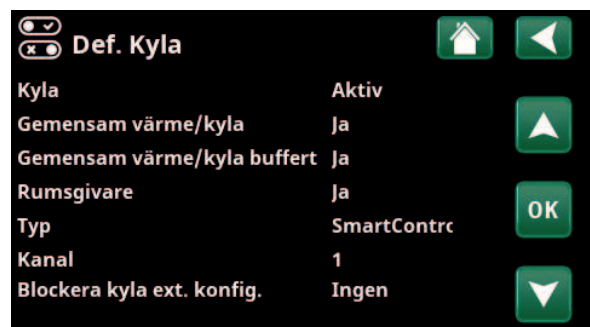 Def. Kyla
Kyla Aktiv
Gemensam värme/kyla Ja
Gemensam värme/kyla buffert Ja
Rumsgivare Ja
Typ SmartContrc
Kanal 1
Blockera kyla ext. konfig. Ingen
OK